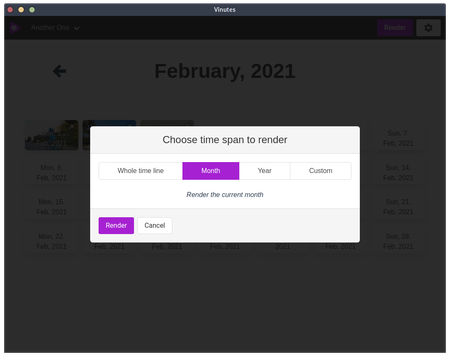 Vinutes
Another One
Render
February, 2021
Sun, 7
Feb, 2021
Choose time span to render
Whole time line Month Year Custom
Render the current month
Render Cancel
Mon, 8
Feb, 2021
Sun, 14
Feb, 2021
Mon, 15
Feb, 2021
Sun, 21
Feb, 2021
Mon, 22
Feb, 2021
Feb, 2021
Feb, 2021
Feb, 2021
2021
Feb, 2021
Sun, 28
Feb, 2021